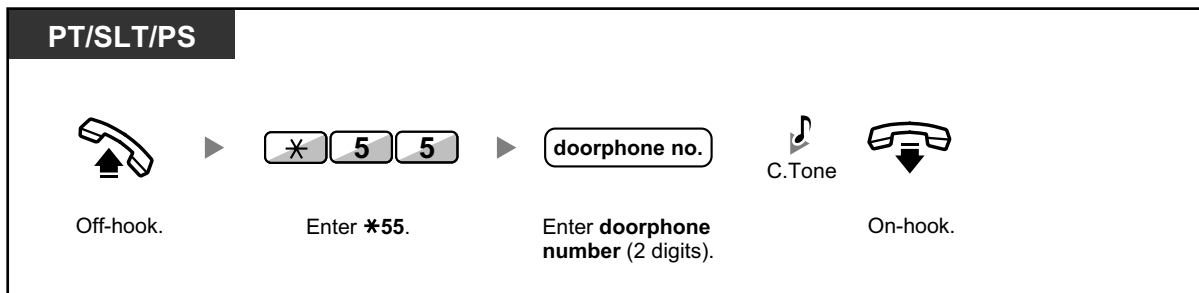 PT/SLT/PS
✳ 5 5
doorphone no.
C.Tone
Off-hook.
Enter ✳55.
Enter doorphone
number (2 digits).
On-hook.